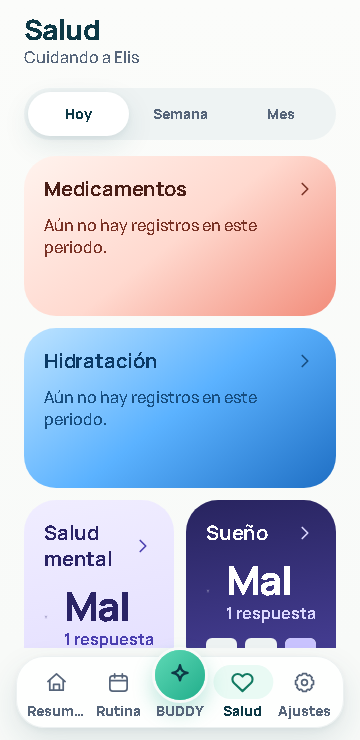 Salud
Cuidando a Elis
Hoy
Semana
Mes
Medicamentos
Aún no hay registros en este
periodo.
Hidratación
Aún no hay registros en este
periodo.
Salud
mental
Mal
1 respuesta
Sueño
Mal
1 respuesta
Resum...
Rutina
BUDDY
Salud
Ajustes